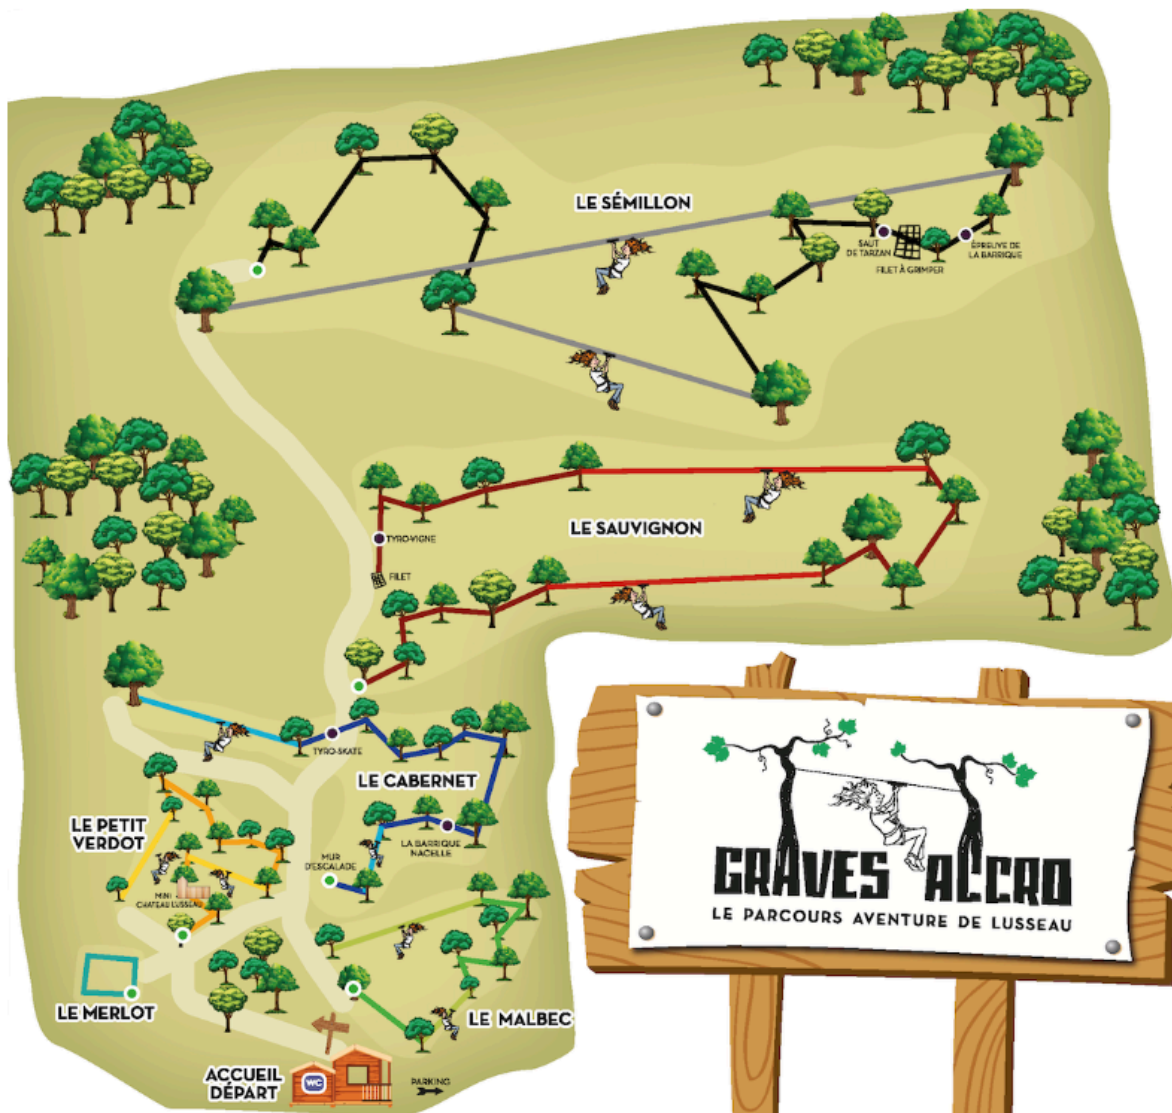 LE SÉMILLON
SAUT
DE TARZAN
FILET À GRIMPER
ÉPREUVE DE
LA BARRIQUE
LE SAUVIGNON
TYRO-VIGNE
FILET
TYRO-SKATE
LE CABERNET
LE PETIT
VERDOT
LA BARRIQUE
NACELLE
MUR
D'ESCALADE
MINI
CHATEAU LUSSEAU
LE MERLOT
LE MALBEC
ACCUEIL
DÉPART
WC
PARKING
GRAVES ACCRO
LE PARCOURS AVENTURE DE LUSSEAU